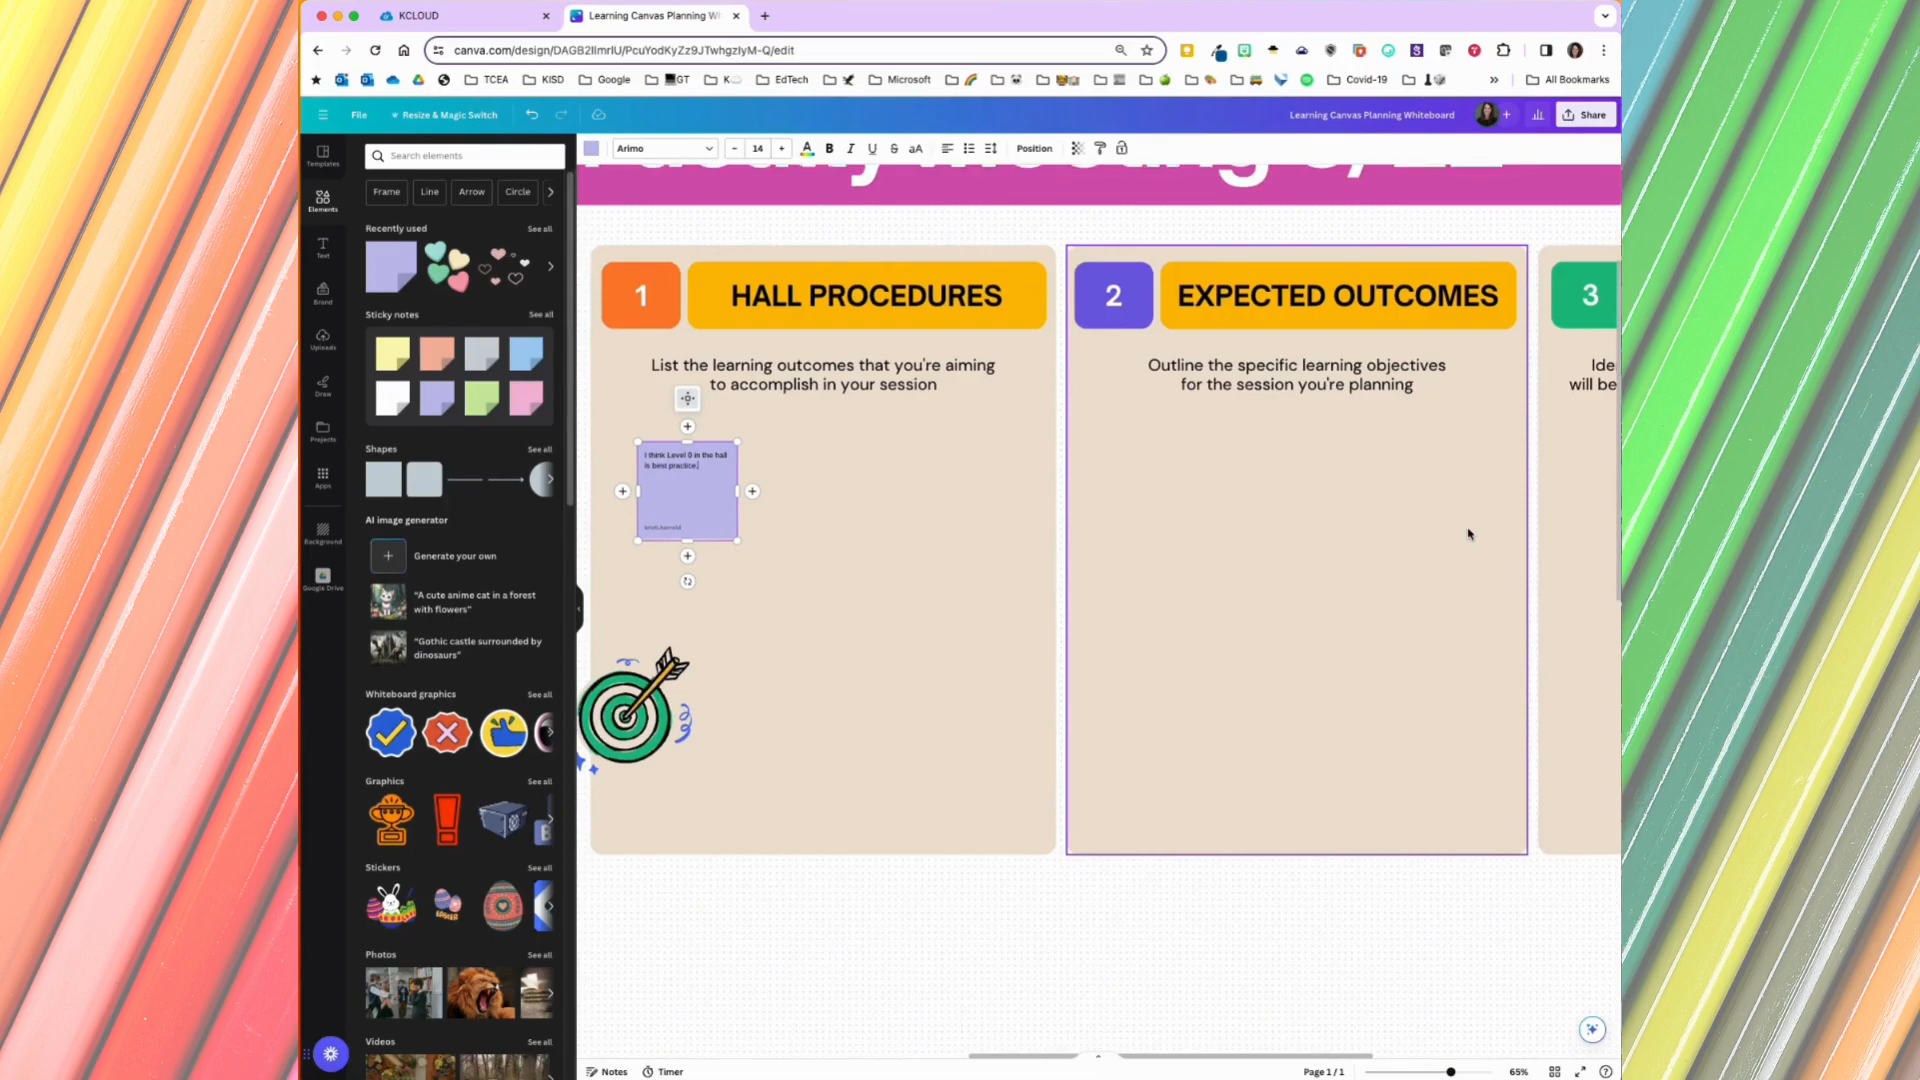 KCLOUD
Learning Canvas Planning Wh
canva.com/design/DAGB2IlmrIU/PcuYodKyZz9JTwhgzIyM-Q/edit
TCEA
KISD
Google
GT
K
EdTech
Microsoft
Covid-19
All Bookmarks
File
Resize & Magic Switch
Learning Canvas Planning Whiteboard
Share
Templates
Elements
Text
Brand
Uploads
Draw
Projects
Apps
Background
Google Drive
Search elements
Frame
Line
Arrow
Circle
Recently used
See all
Sticky notes
See all
Shapes
See all
AI image generator
Generate your own
"A cute anime cat in a forest
with flowers"
"Gothic castle surrounded by
dinosaurs"
Whiteboard graphics
See all
Graphics
See all
Stickers
See all
Photos
See all
Videos
See all
Arimo
14
B
I
U
S
aA
Position
1
HALL PROCEDURES
List the learning outcomes that you're aiming
to accomplish in your session
I think Level 0 in the hall
is best practice.
2
EXPECTED OUTCOMES
Outline the specific learning objectives
for the session you're planning
3
Ide
will be
Notes
Timer
Page 1 / 1
65%